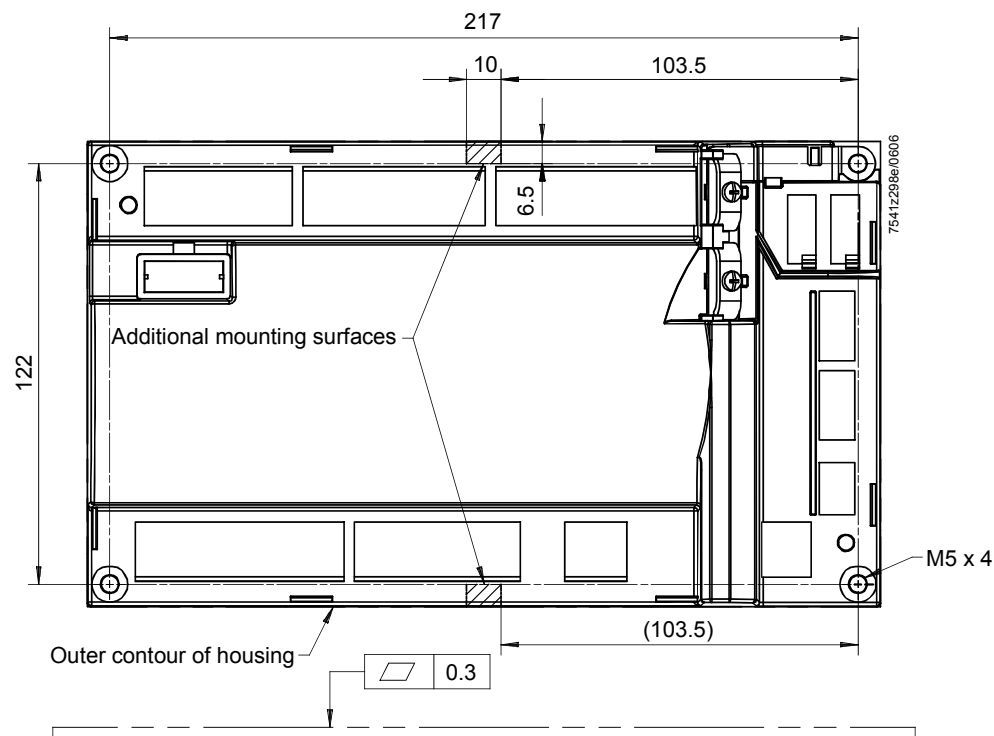 217
10
103.5
7541z298e/0606
6.5
Additional mounting surfaces
122
M5 x 4
(103.5)
Outer contour of housing
0.3